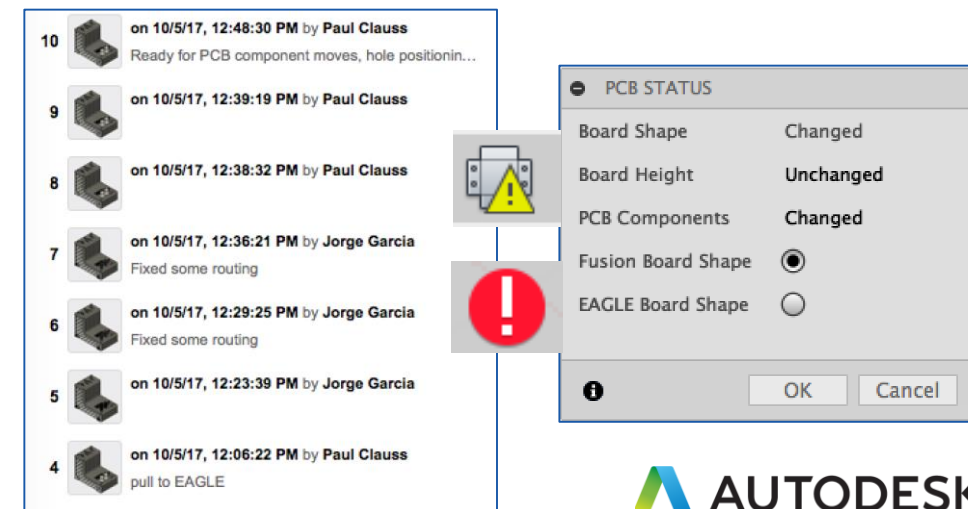 10
on 10/5/17, 12:48:30 PM by Paul Clauss
Ready for PCB component moves, hole positionin...
9
on 10/5/17, 12:39:19 PM by Paul Clauss
8
on 10/5/17, 12:38:32 PM by Paul Clauss
7
on 10/5/17, 12:36:21 PM by Jorge Garcia
Fixed some routing
6
on 10/5/17, 12:29:25 PM by Jorge Garcia
Fixed some routing
5
on 10/5/17, 12:23:39 PM by Jorge Garcia
4
on 10/5/17, 12:06:22 PM by Paul Clauss
pull to EAGLE
PCB STATUS
Board Shape Changed
Board Height Unchanged
PCB Components Changed
Fusion Board Shape
EAGLE Board Shape
OK Cancel
AUTODESK